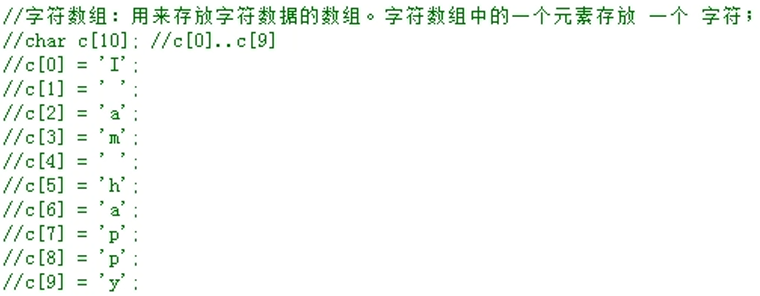 //字符数组：用来存放字符数据的数组。字符数组中的一个元素存放 一个 字符；
//char c[10]; //c[0]..c[9]
//c[0] = 'I';
//c[1] = ' ';
//c[2] = 'a';
//c[3] = 'm';
//c[4] = ' ';
//c[5] = 'h';
//c[6] = 'a';
//c[7] = 'p';
//c[8] = 'p';
//c[9] = 'y';